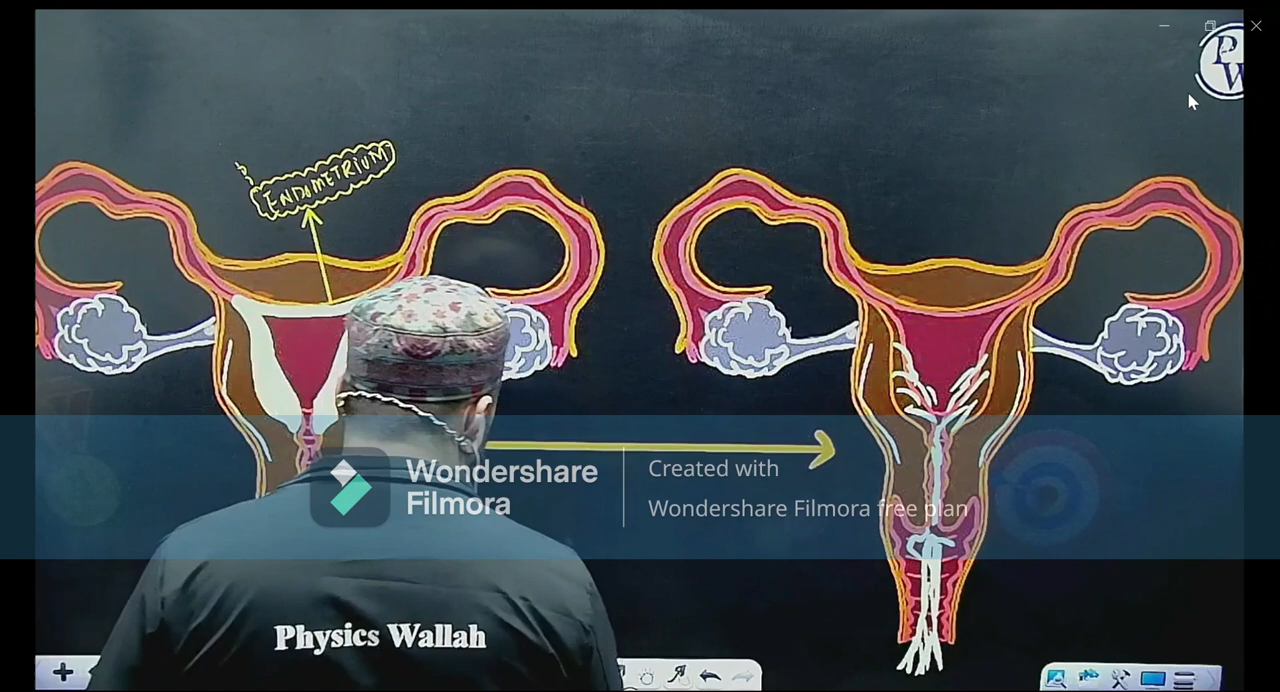 P
W
ENDOMETRIUM
Wondershare
Filmora
Created with
Wondershare Filmora free plan
Physics Wallah